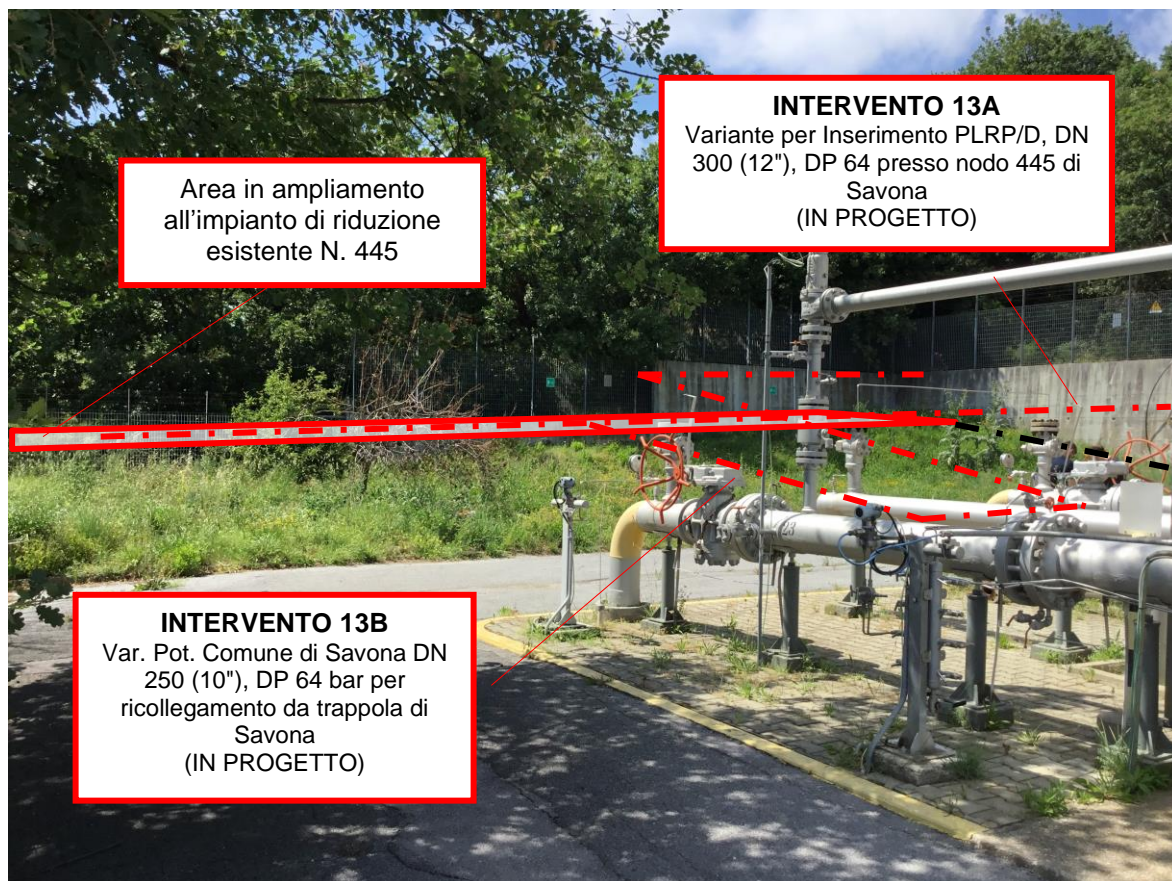 INTERVENTO 13A
Variante per Inserimento PLRP/D, DN
300 (12"), DP 64 presso nodo 445 di
Savona
(IN PROGETTO)
Area in ampliamento
all'impianto di riduzione
esistente N. 445
INTERVENTO 13B
Var. Pot. Comune di Savona DN
250 (10"), DP 64 bar per
ricollegamento da trappola di
Savona
(IN PROGETTO)